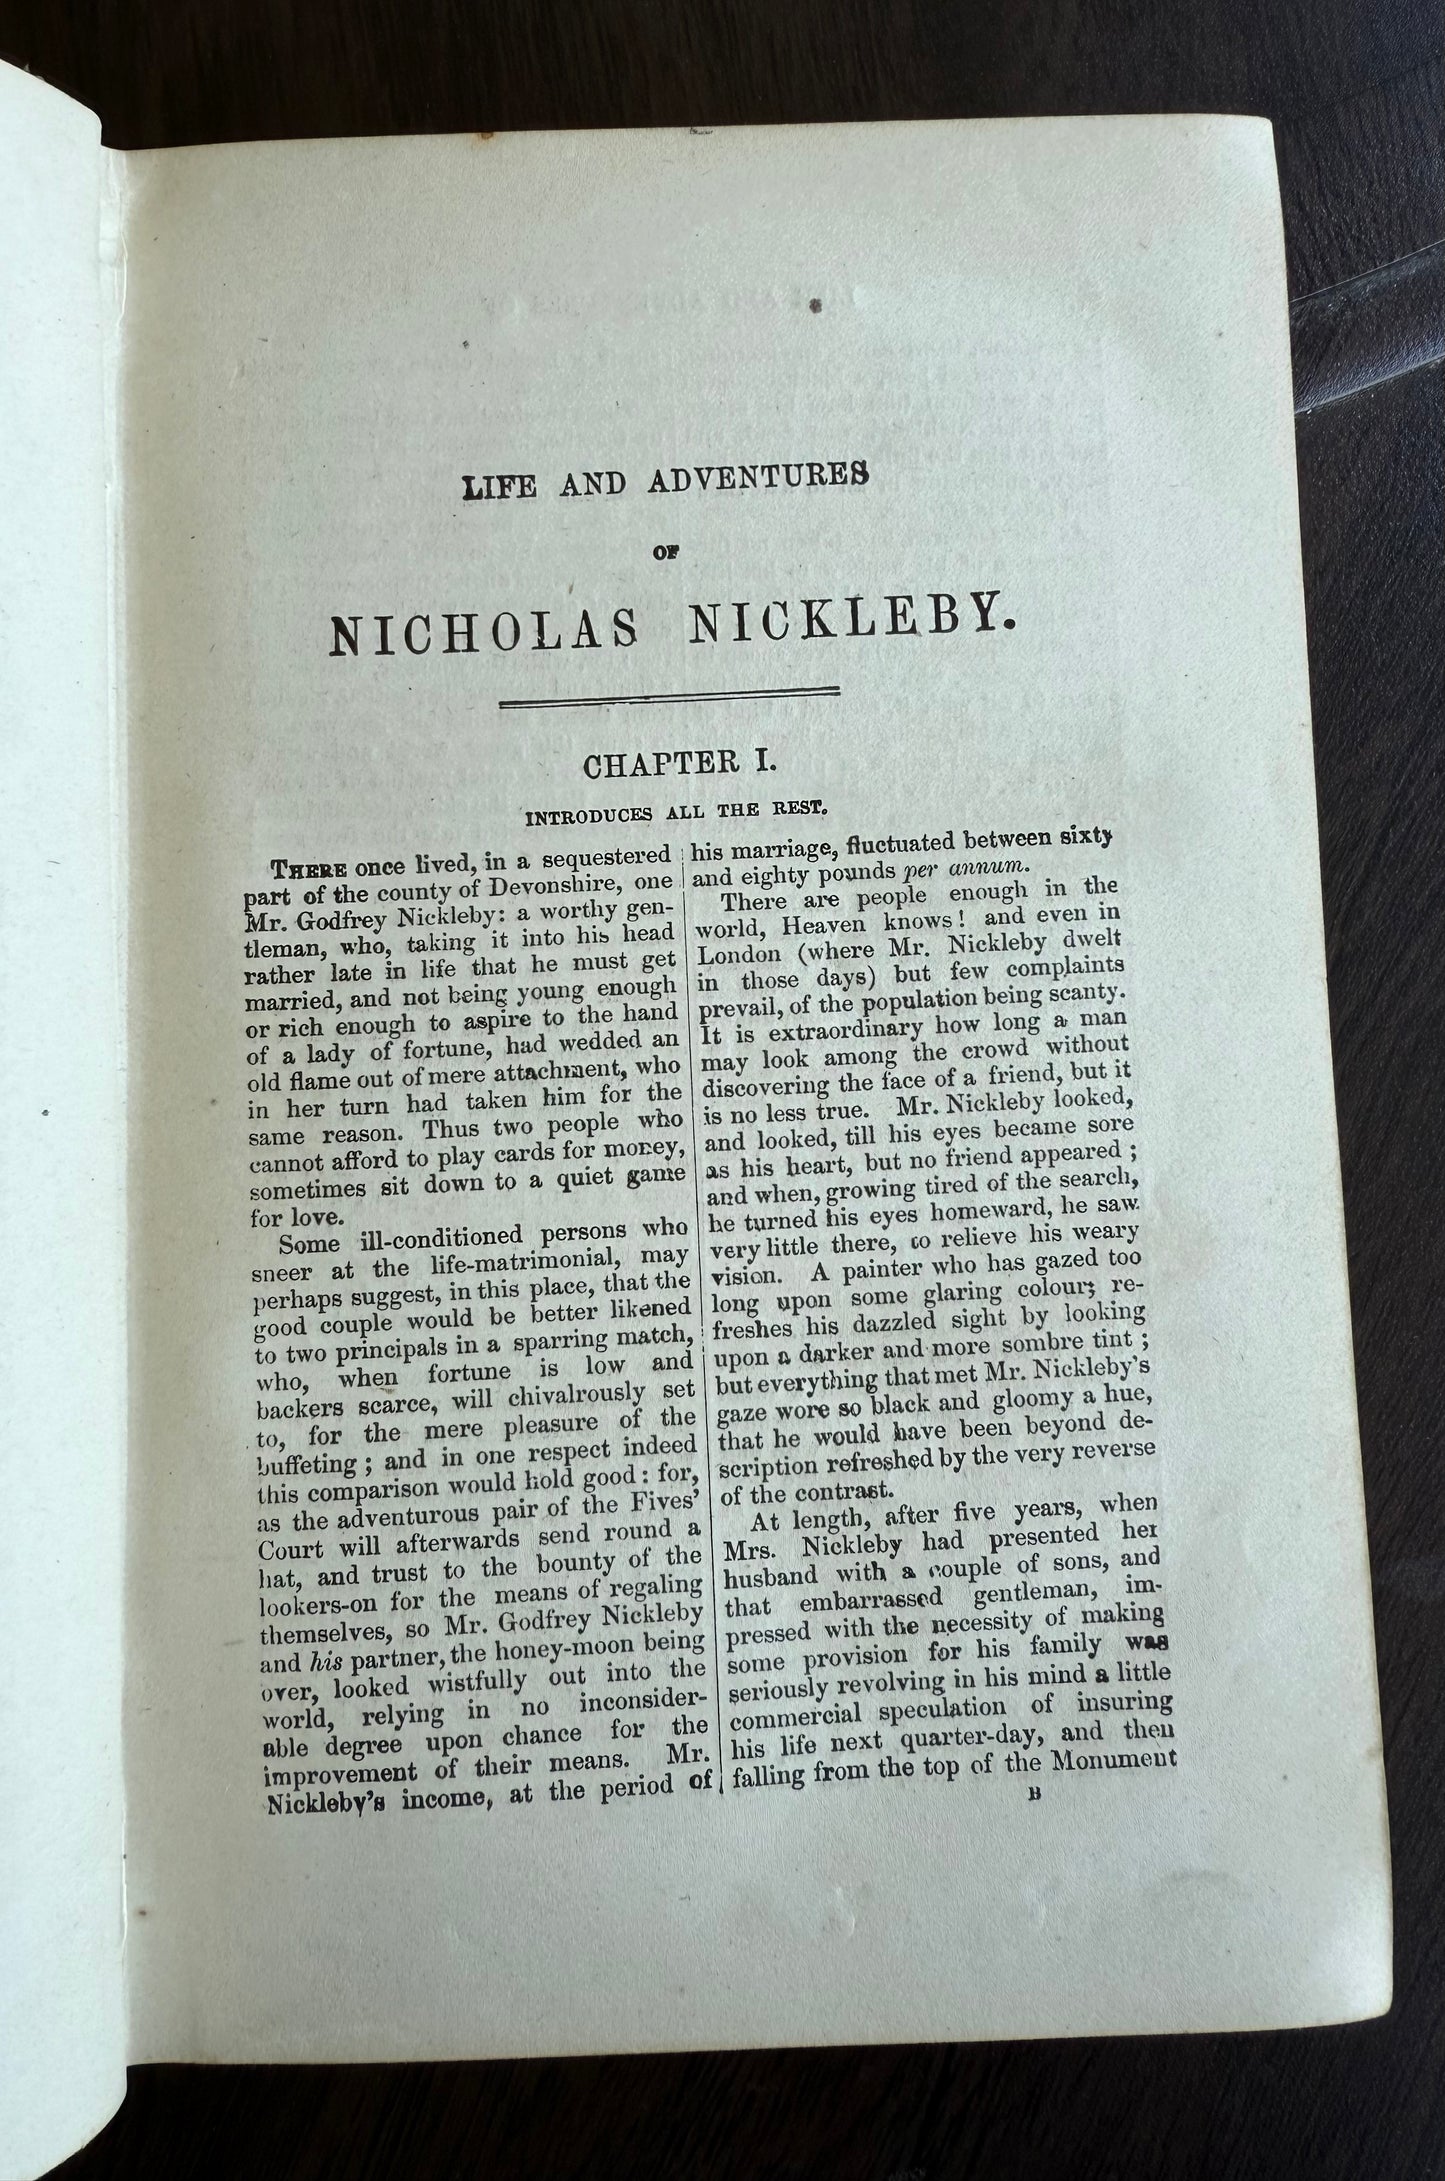 LIFE AND ADVENTURES
OF
NICHOLAS NICKLEBY.
CHAPTER I.
INTRODUCES ALL THE REST.
THERE once lived, in a sequestered
part of the county of Devonshire, one
Mr. Godfrey Nickleby: a worthy gen-
tleman, who, taking it into his head
rather late in life that he must get
married, and not being young enough
or rich enough to aspire to the hand
of a lady of fortune, had wedded an
old flame out of mere attachment, who
in her turn had taken him for the
same reason. Thus two people who
cannot afford to play cards for money,
sometimes sit down to a quiet game
for love.
Some ill-conditioned persons who
sneer at the life-matrimonial, may
perhaps suggest, in this place, that the
good couple would be better likened
to two principals in a sparring match,
who, when fortune is low and
backers scarce, will chivalrously set
to, for the mere pleasure of the
buffeting; and in one respect indeed
this comparison would hold good: for,
as the adventurous pair of the Fives'
Court will afterwards send round a
hat, and trust to the bounty of the
lookers-on for the means of regaling
themselves, so Mr. Godfrey Nickleby
and his partner, the honey-moon being
over, looked wistfully out into the
world, relying in no inconsider-
able degree upon chance for the
improvement of their means. Mr.
Nickleby's income, at the period of
his marriage, fluctuated between sixty
and eighty pounds per annum.
There are people enough in the
world, Heaven knows! and even in
London (where Mr. Nickleby dwelt
in those days) but few complaints
prevail, of the population being scanty.
It is extraordinary how long a man
may look among the crowd without
discovering the face of a friend, but it
is no less true. Mr. Nickleby looked,
and looked, till his eyes became sore
as his heart, but no friend appeared;
and when, growing tired of the search,
he turned his eyes homeward, he saw
very little there, to relieve his weary
vision. A painter who has gazed too
long upon some glaring colour, re-
freshes his dazzled sight by looking
upon a darker and more sombre tint;
but everything that met Mr. Nickleby's
gaze wore so black and gloomy a hue,
that he would have been beyond de-
scription refreshed by the very reverse
of the contrast.
At length, after five years, when
Mrs. Nickleby had presented her
husband with a couple of sons, and
that embarrassed gentleman, im-
pressed with the necessity of making
some provision for his family was
seriously revolving in his mind a little
commercial speculation of insuring
his life next quarter-day, and then
falling from the top of the Monument
B